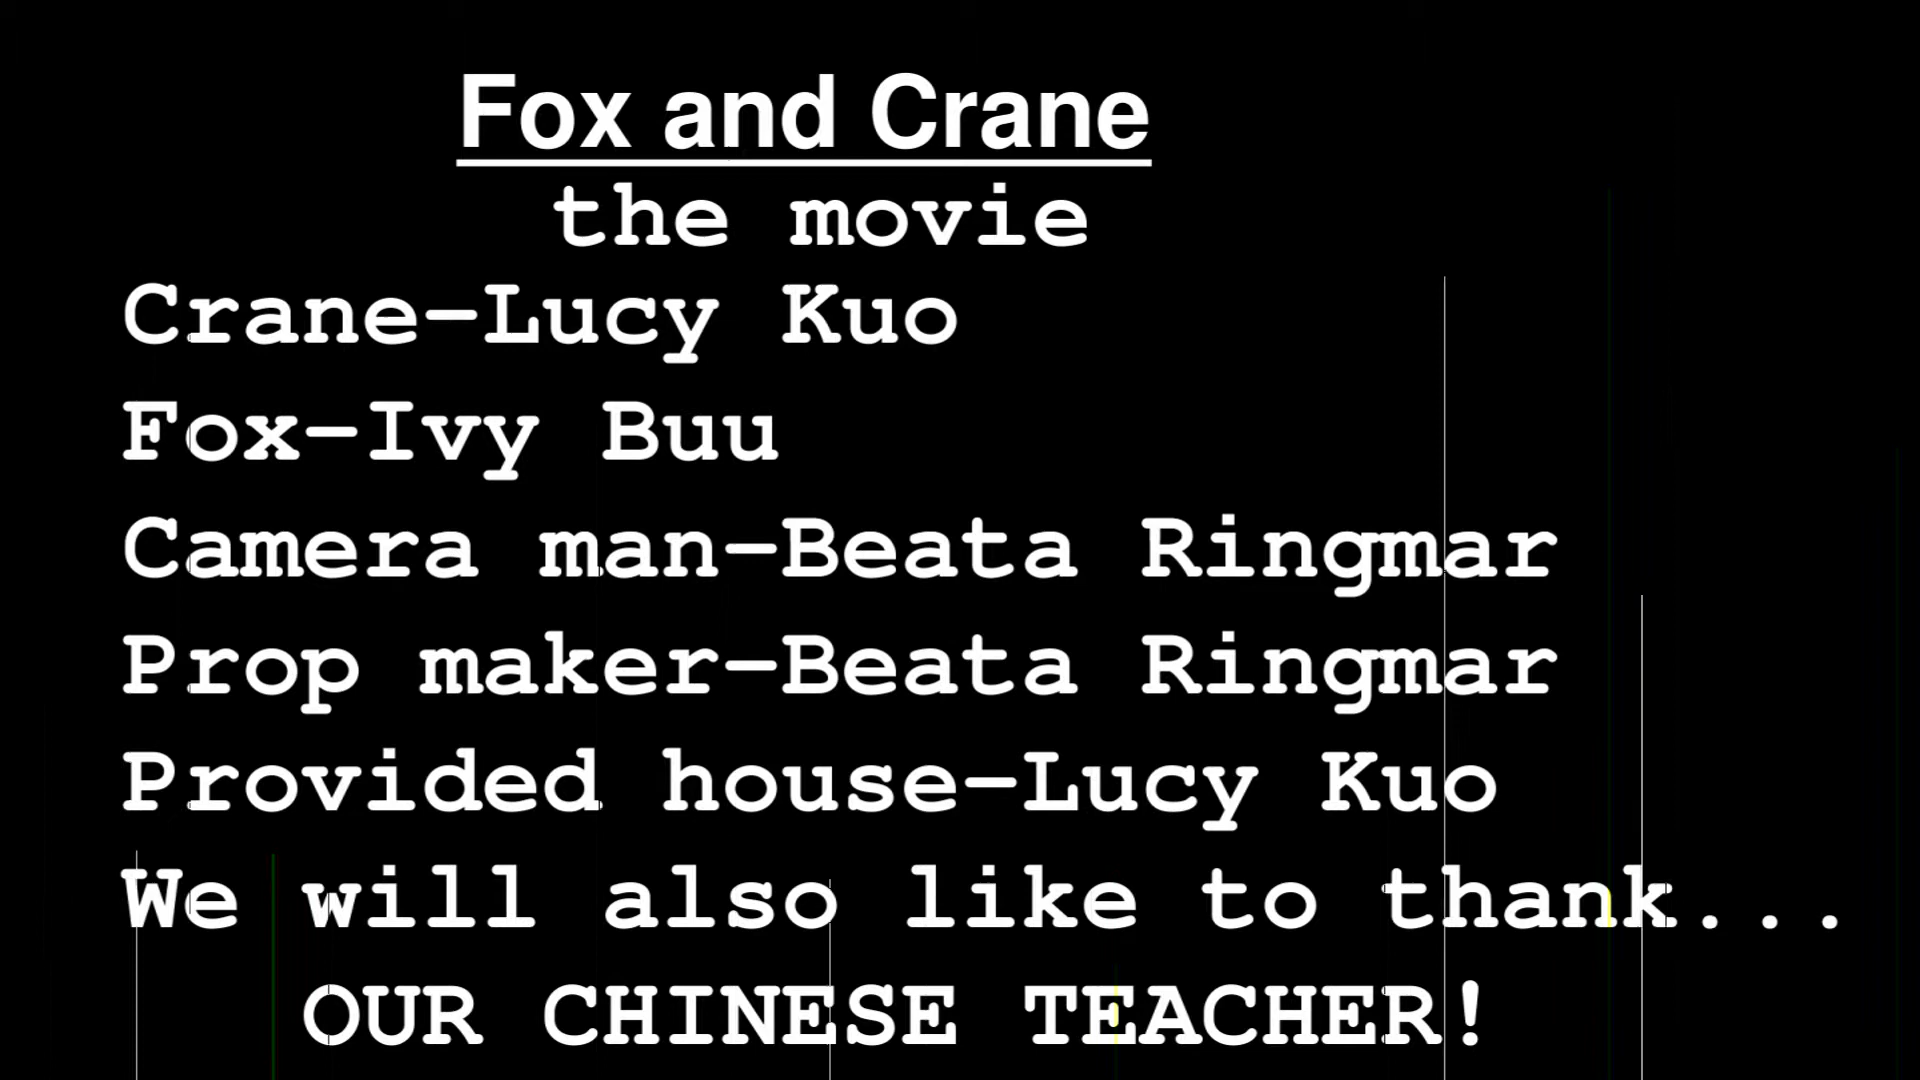 Fox and Crane
the movie
Crane-Lucy Kuo
Fox-Ivy Buu
Camera man-Beata Ringmar
Prop maker-Beata Ringmar
Provided house-Lucy Kuo
We will also like to thank...
OUR CHINESE TEACHER!